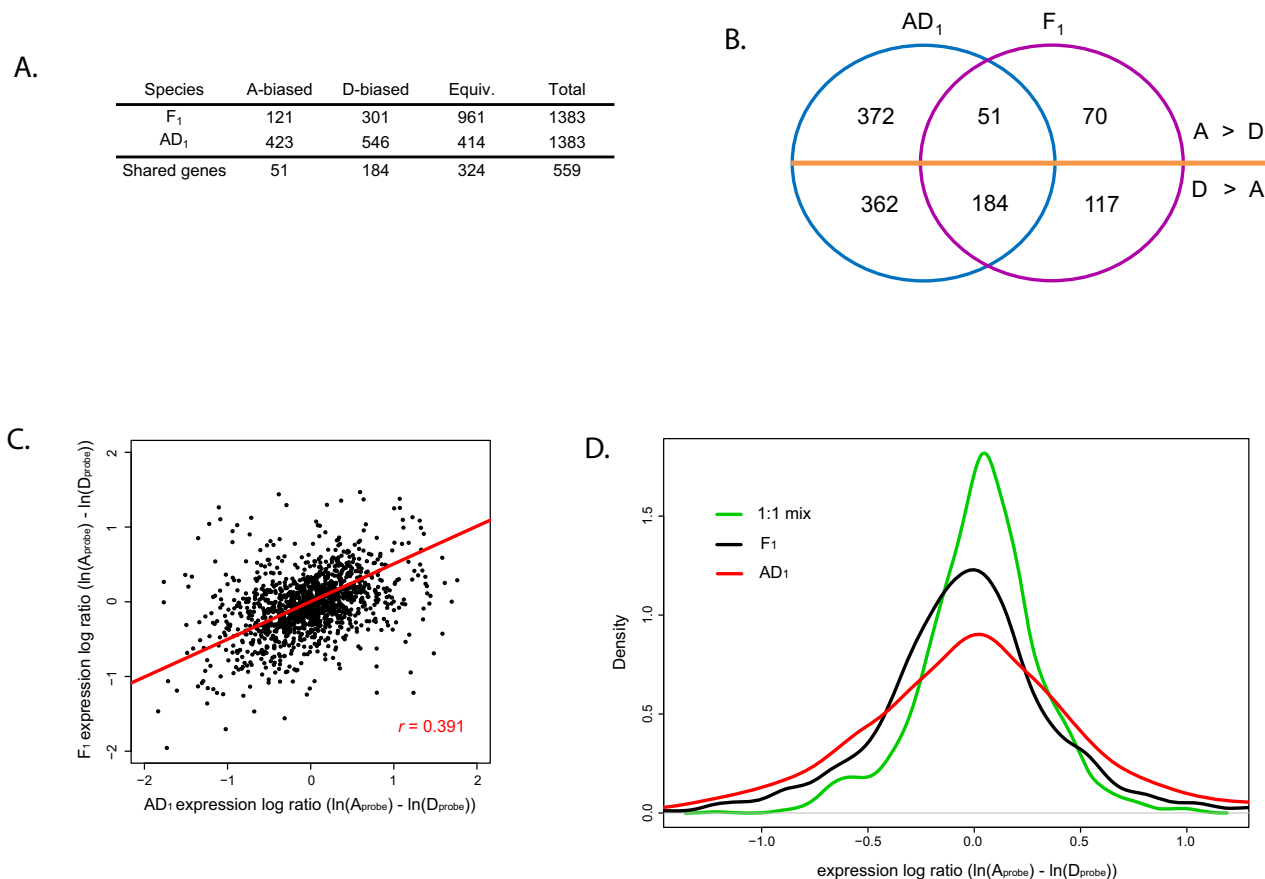 A.
Species A-biased D-biased Equiv. Total
F1 121 301 961 1383
AD1 423 546 414 1383
Shared genes 51 184 324 559
B.
AD1 F1
372 51 70
A > D
D > A
362 184 117
C.
F1 expression log ratio (ln(Aprobe) - ln(Dprobe))
2
1
0
−1
−2
r = 0.391
−2 −1 0 1 2
AD1 expression log ratio (ln(Aprobe) - ln(Dprobe))
D.
Density
1.5
1.0
0.5
0.0
1:1 mix
F1
AD1
−1.0 −0.5 0.0 0.5 1.0
expression log ratio (ln(Aprobe) - ln(Dprobe))